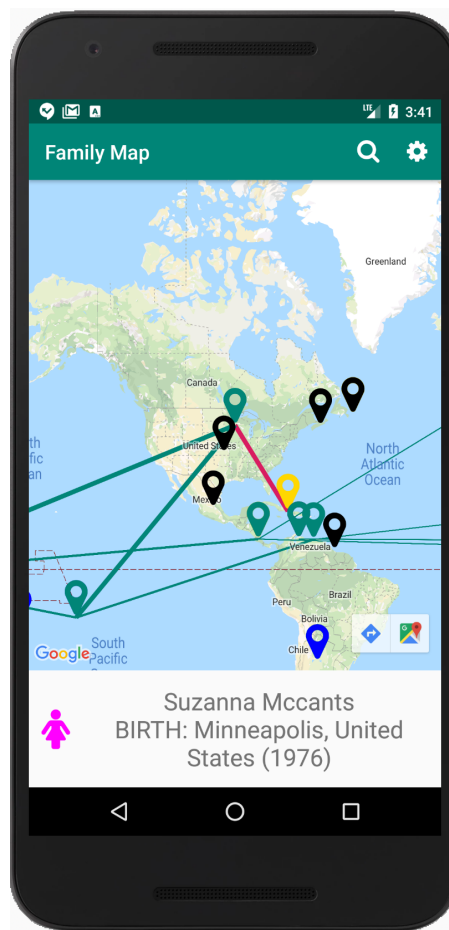 LTE 3:41
A
Family Map
Greenland
Canada
United States
North
Atlantic
Ocean
Mexico
Venezuela
Brazil
Peru
Bolivia
Chile
Google
South
Pacific
Suzanna Mccants
BIRTH: Minneapolis, United
States (1976)